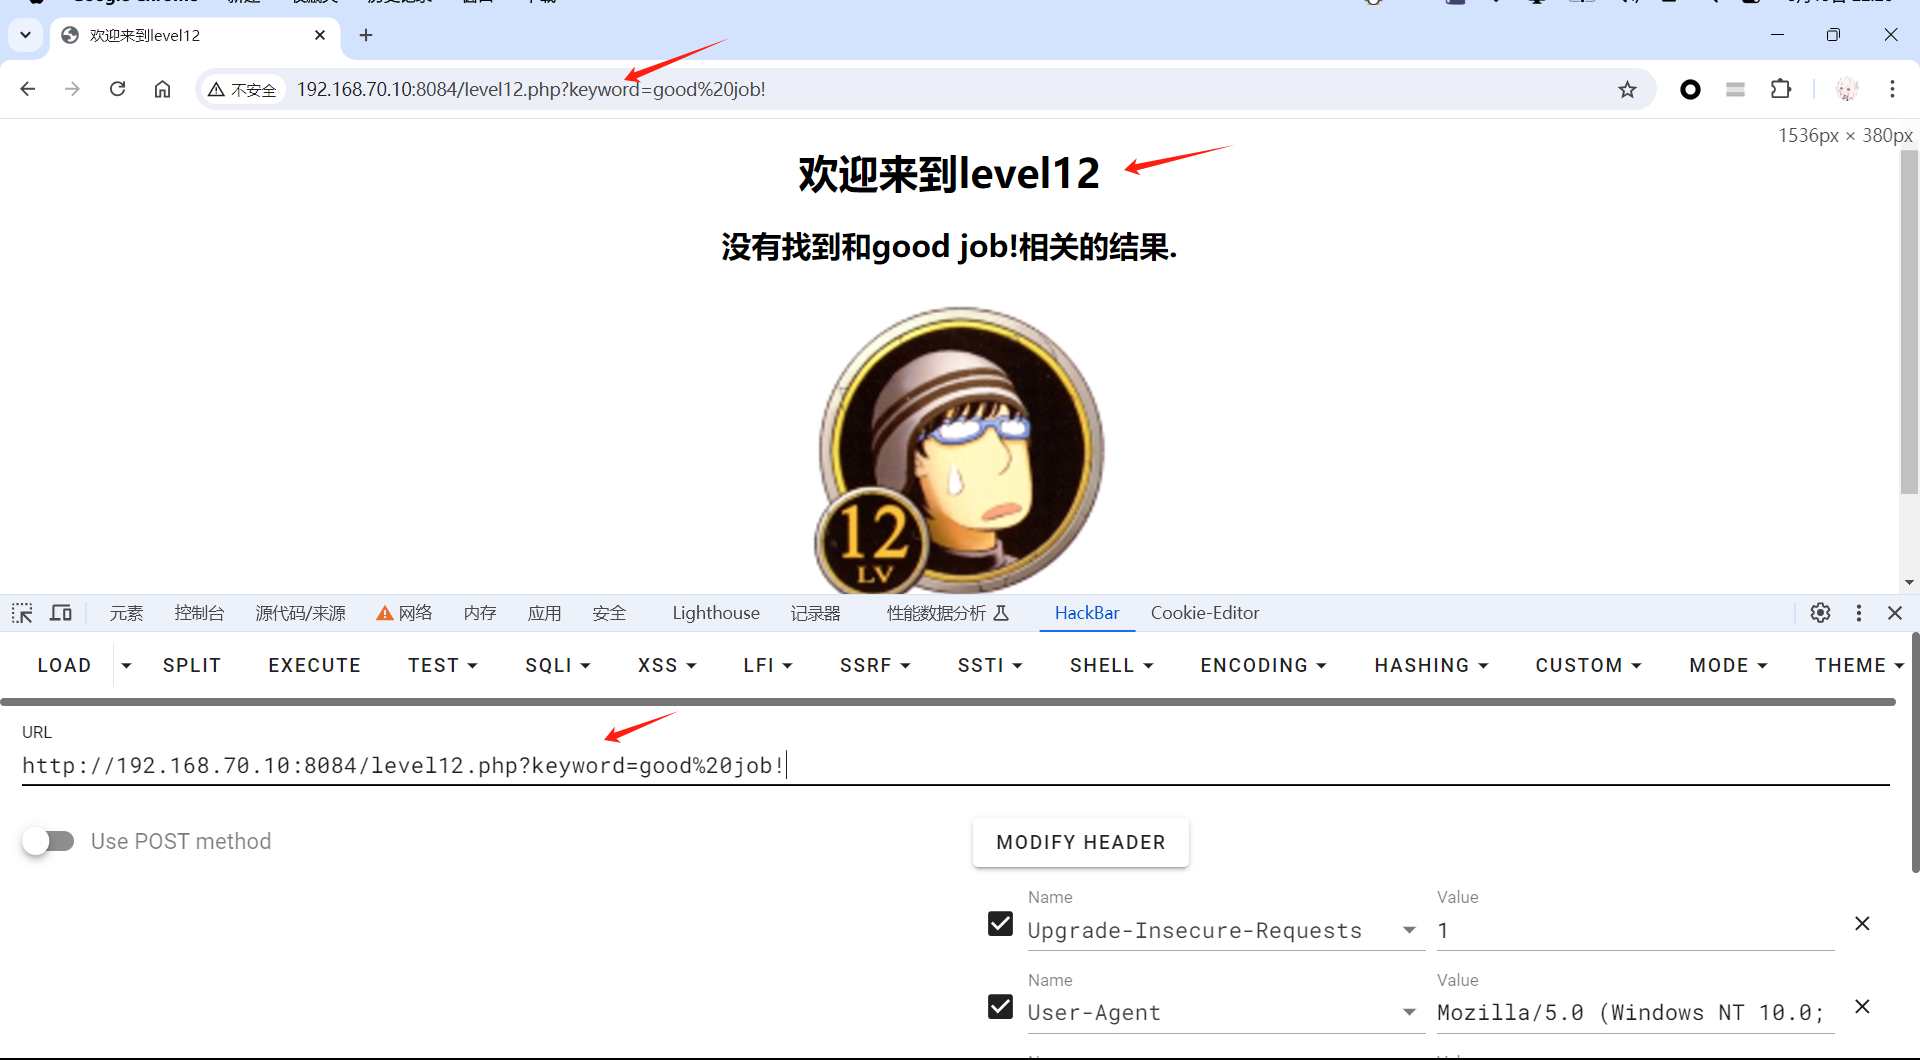 Google Chrome
欢迎来到level12
不安全
192.168.70.10:8084/level12.php?keyword=good%20job!
1536px × 380px
欢迎来到level12
没有找到和good job!相关的结果.
12
LV
元素 控制台 源代码/来源 网络 内存 应用 安全 Lighthouse 记录器 性能数据分析 HackBar Cookie-Editor
LOAD SPLIT EXECUTE TEST SQLI XSS LFI SSRF SSTI SHELL ENCODING HASHING CUSTOM MODE THEME
URL
http://192.168.70.10:8084/level12.php?keyword=good%20job!
Use POST method
MODIFY HEADER
Name Value
Upgrade-Insecure-Requests 1
Name Value
User-Agent Mozilla/5.0 (Windows NT 10.0;